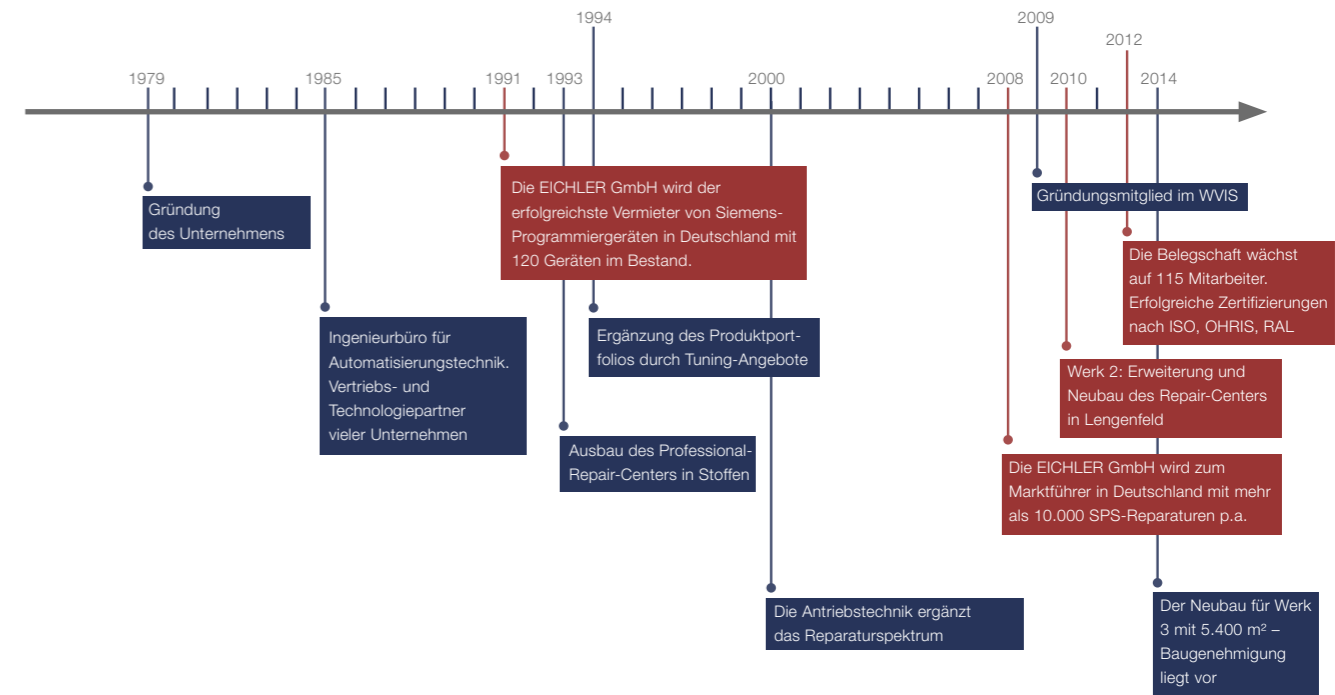 1994
2009
2012
1979
1985
1991
1993
2000
2008
2010
2014
Gründung
des Unternehmens
Ingenieurbüro für
Automatisierungstechnik.
Vertriebs- und
Technologiepartner
vieler Unternehmen
Die EICHLER GmbH wird der
erfolgreichste Vermieter von Siemens-
Programmiergeräten in Deutschland mit
120 Geräten im Bestand.
Ausbau des Professional-
Repair-Centers in Stoffen
Ergänzung des Produktport-
folios durch Tuning-Angebote
Die Antriebstechnik ergänzt
das Reparaturspektrum
Die EICHLER GmbH wird zum
Marktführer in Deutschland mit mehr
als 10.000 SPS-Reparaturen p.a.
Gründungsmitglied im WVIS
Werk 2: Erweiterung und
Neubau des Repair-Centers
in Lengenfeld
Die Belegschaft wächst
auf 115 Mitarbeiter.
Erfolgreiche Zertifizierungen
nach ISO, OHRIS, RAL
Der Neubau für Werk
3 mit 5.400 m² –
Baugenehmigung
liegt vor